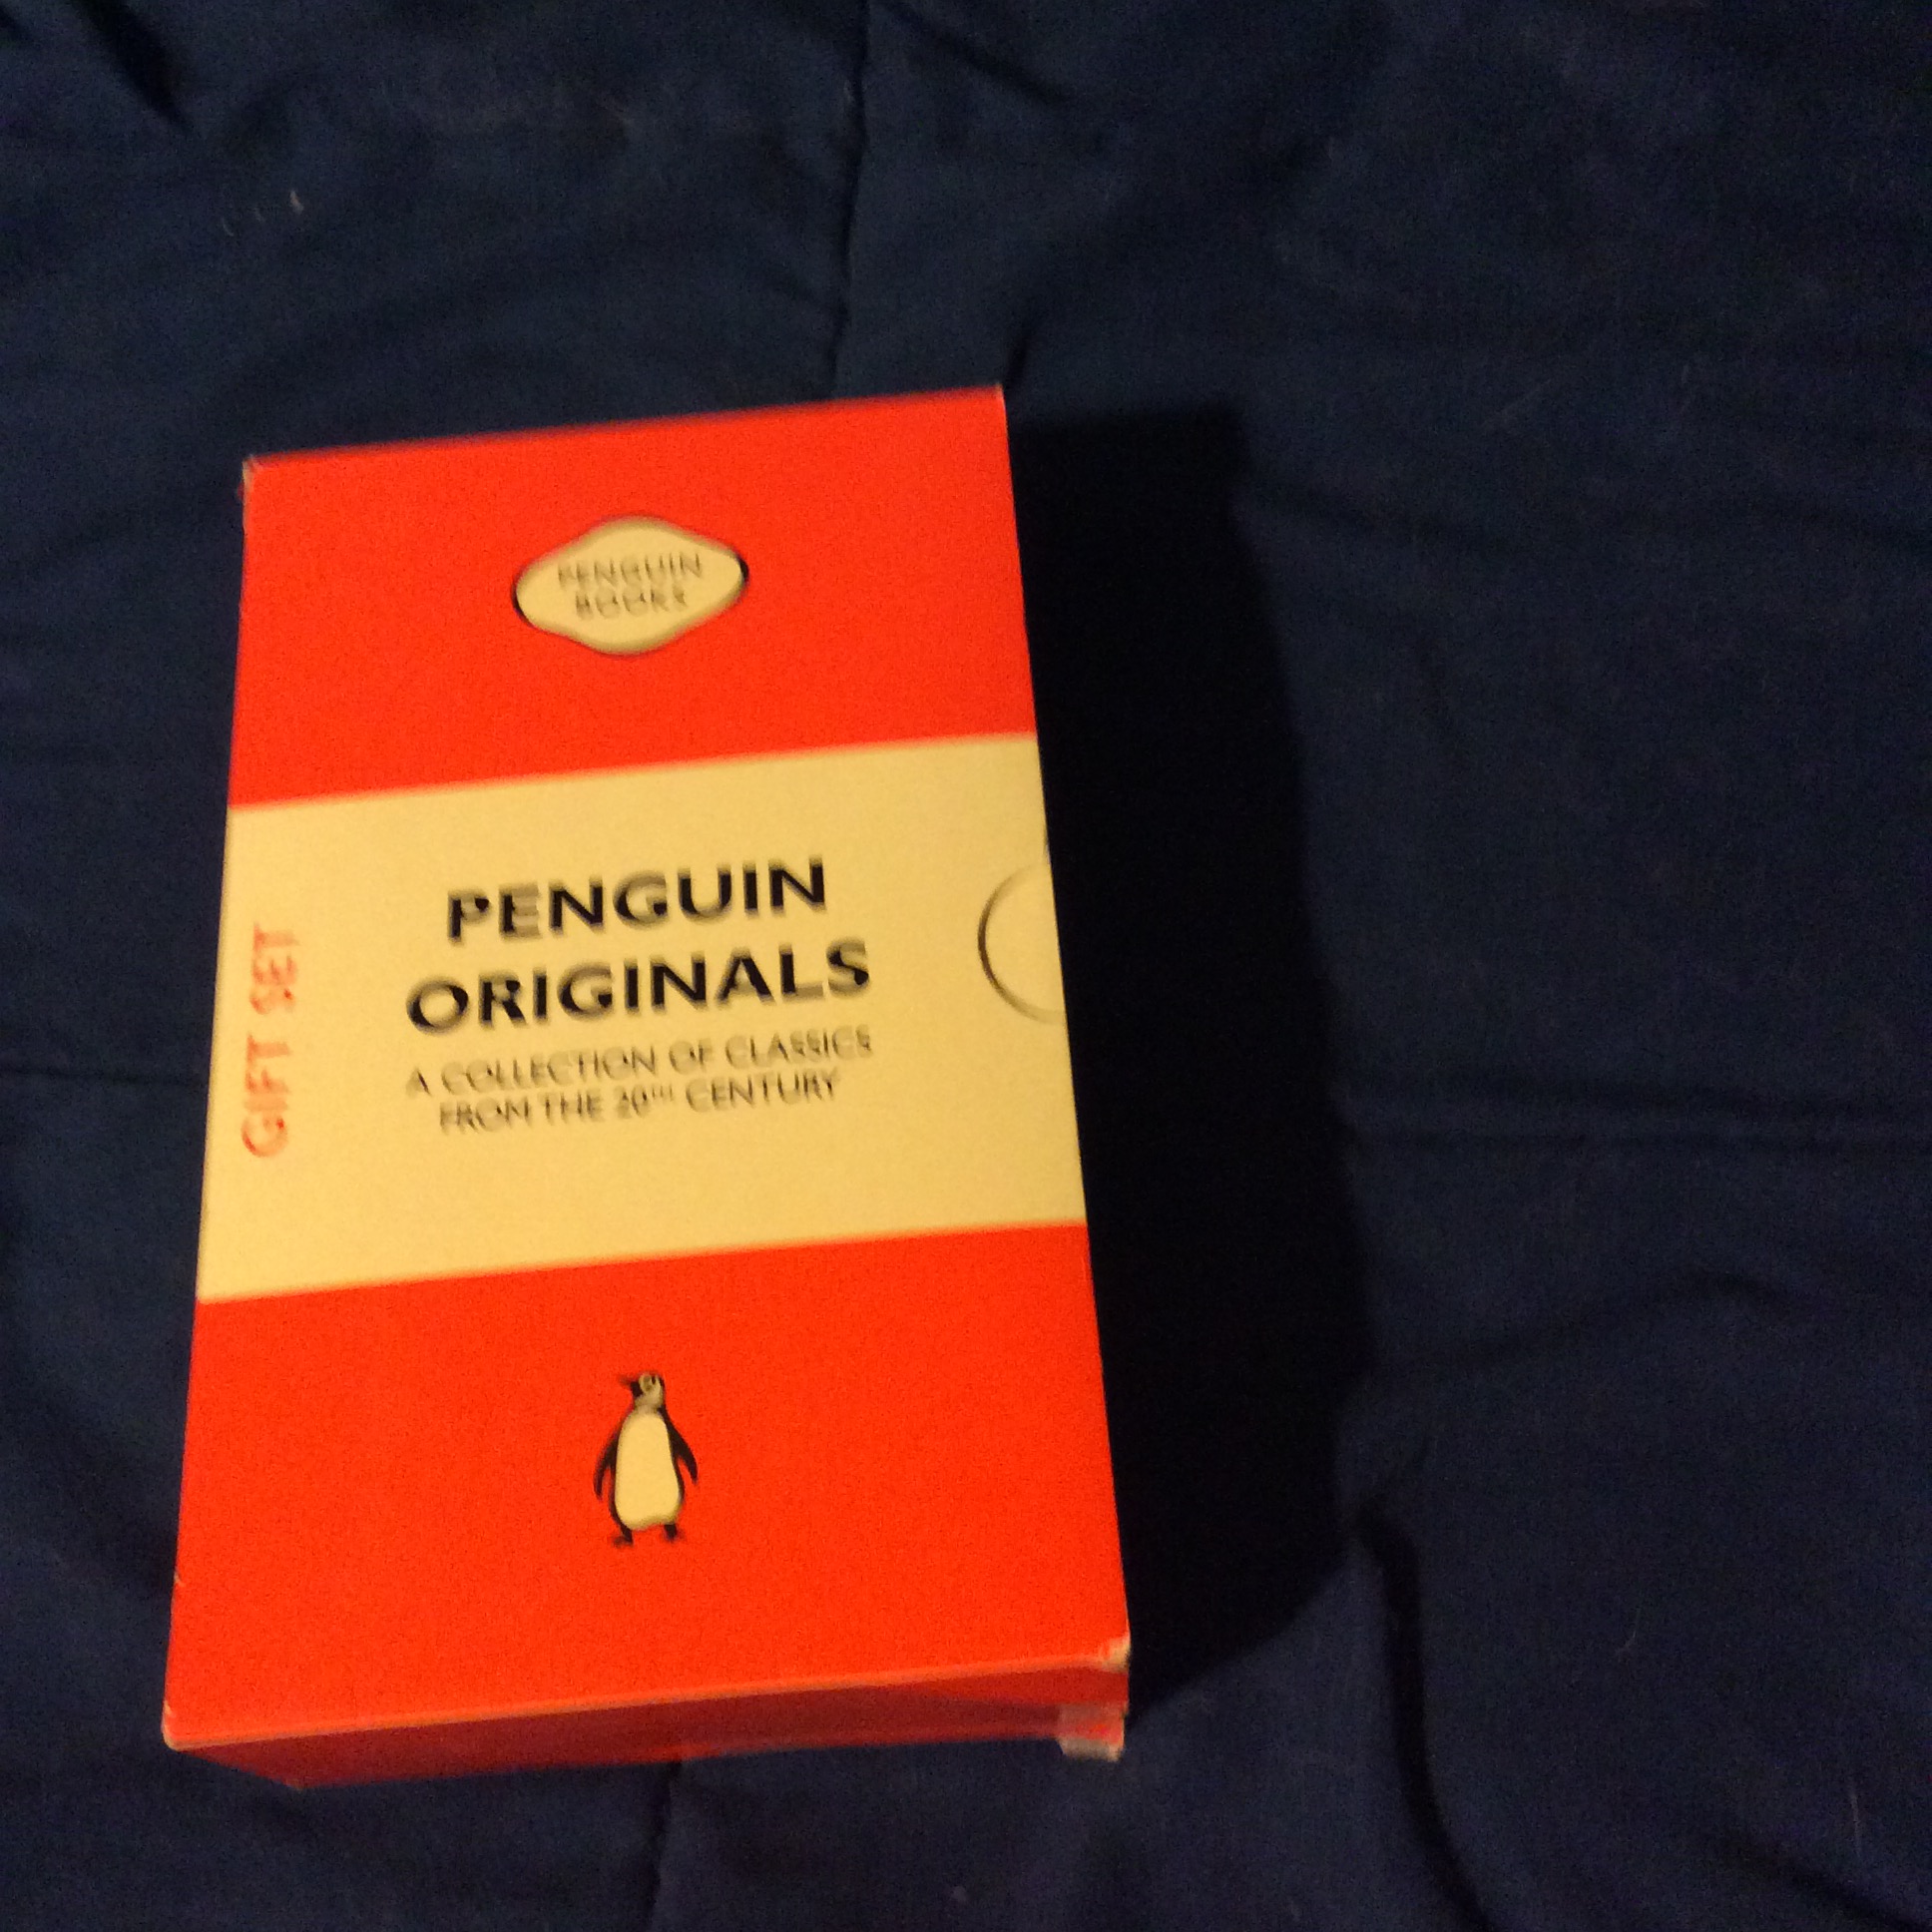 PENGUIN
BOOKS
PENGUIN
ORIGINALS
A COLLECTION OF CLASSICS
FROM THE 20TH CENTURY
GIFT SET